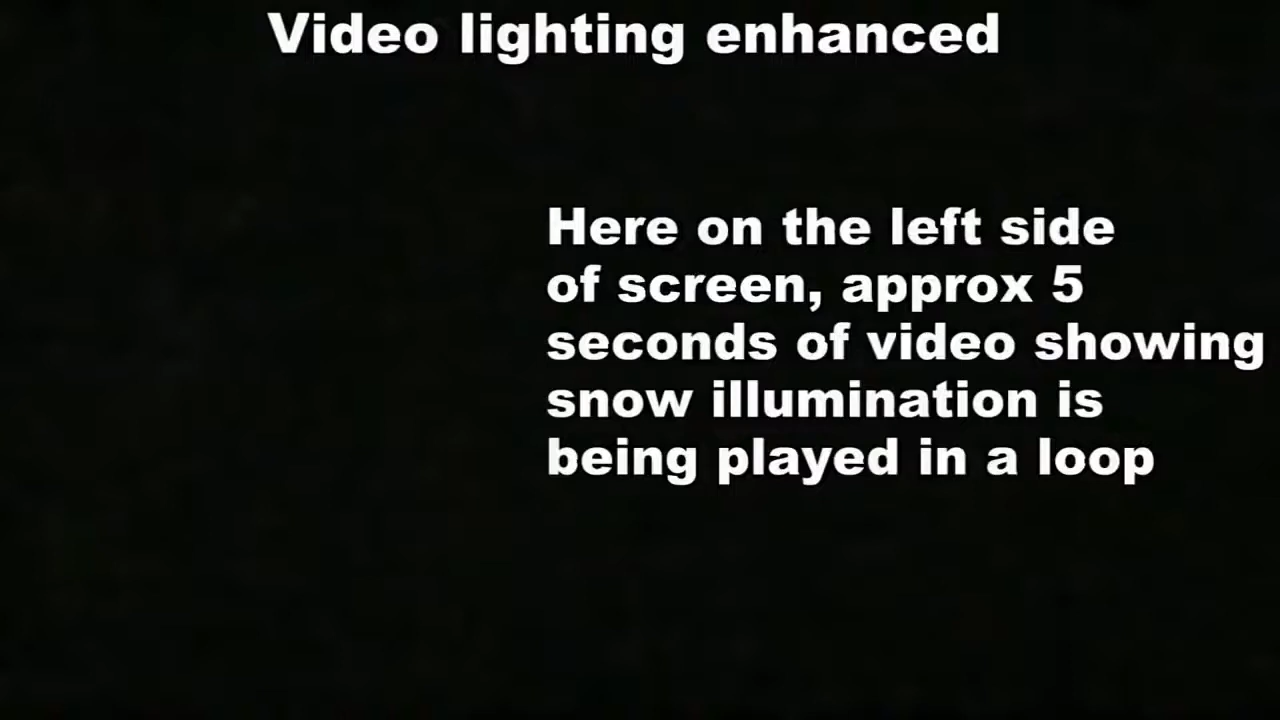 Video lighting enhanced
Here on the left side
of screen, approx 5
seconds of video showing
snow illumination is
being played in a loop